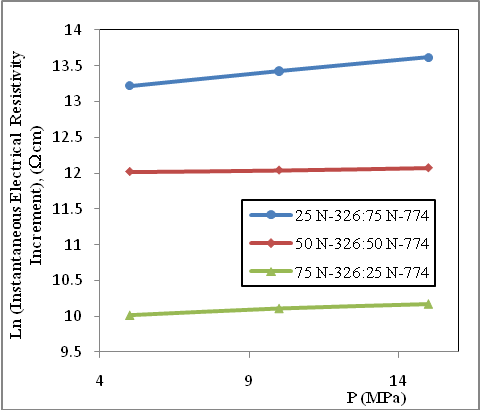 Ln (Instantaneous Electrical Resistivity
Increment), (Ωcm)
14
13.5
13
12.5
12
11.5
11
10.5
10
9.5
25 N-326:75 N-774
50 N-326:50 N-774
75 N-326:25 N-774
4
9
14
P (MPa)